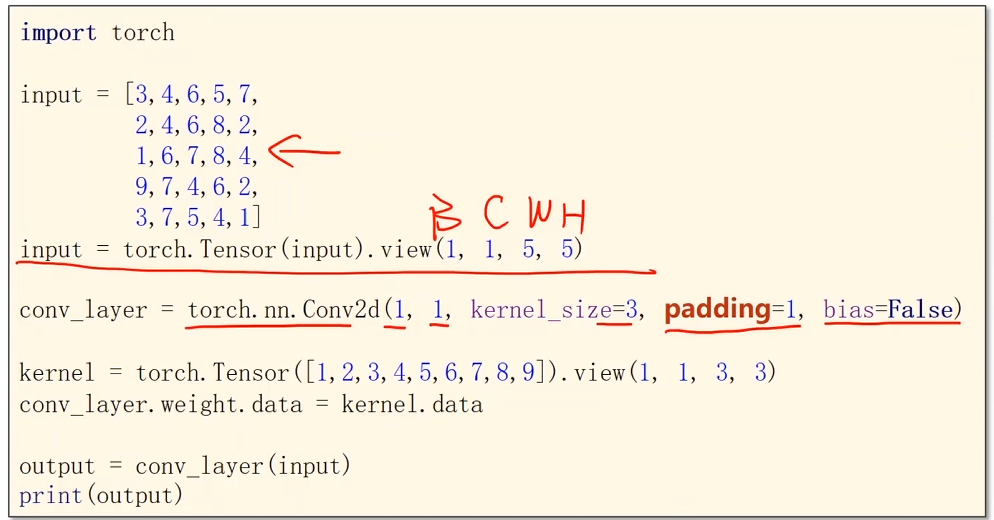 import torch
input = [3,4,6,5,7,
2,4,6,8,2,
1,6,7,8,4,
9,7,4,6,2,
3,7,5,4,1]
B C W H
input = torch.Tensor(input).view(1, 1, 5, 5)
conv_layer = torch.nn.Conv2d(1, 1, kernel_size=3, padding=1, bias=False)
kernel = torch.Tensor([1,2,3,4,5,6,7,8,9]).view(1, 1, 3, 3)
conv_layer.weight.data = kernel.data
output = conv_layer(input)
print(output)